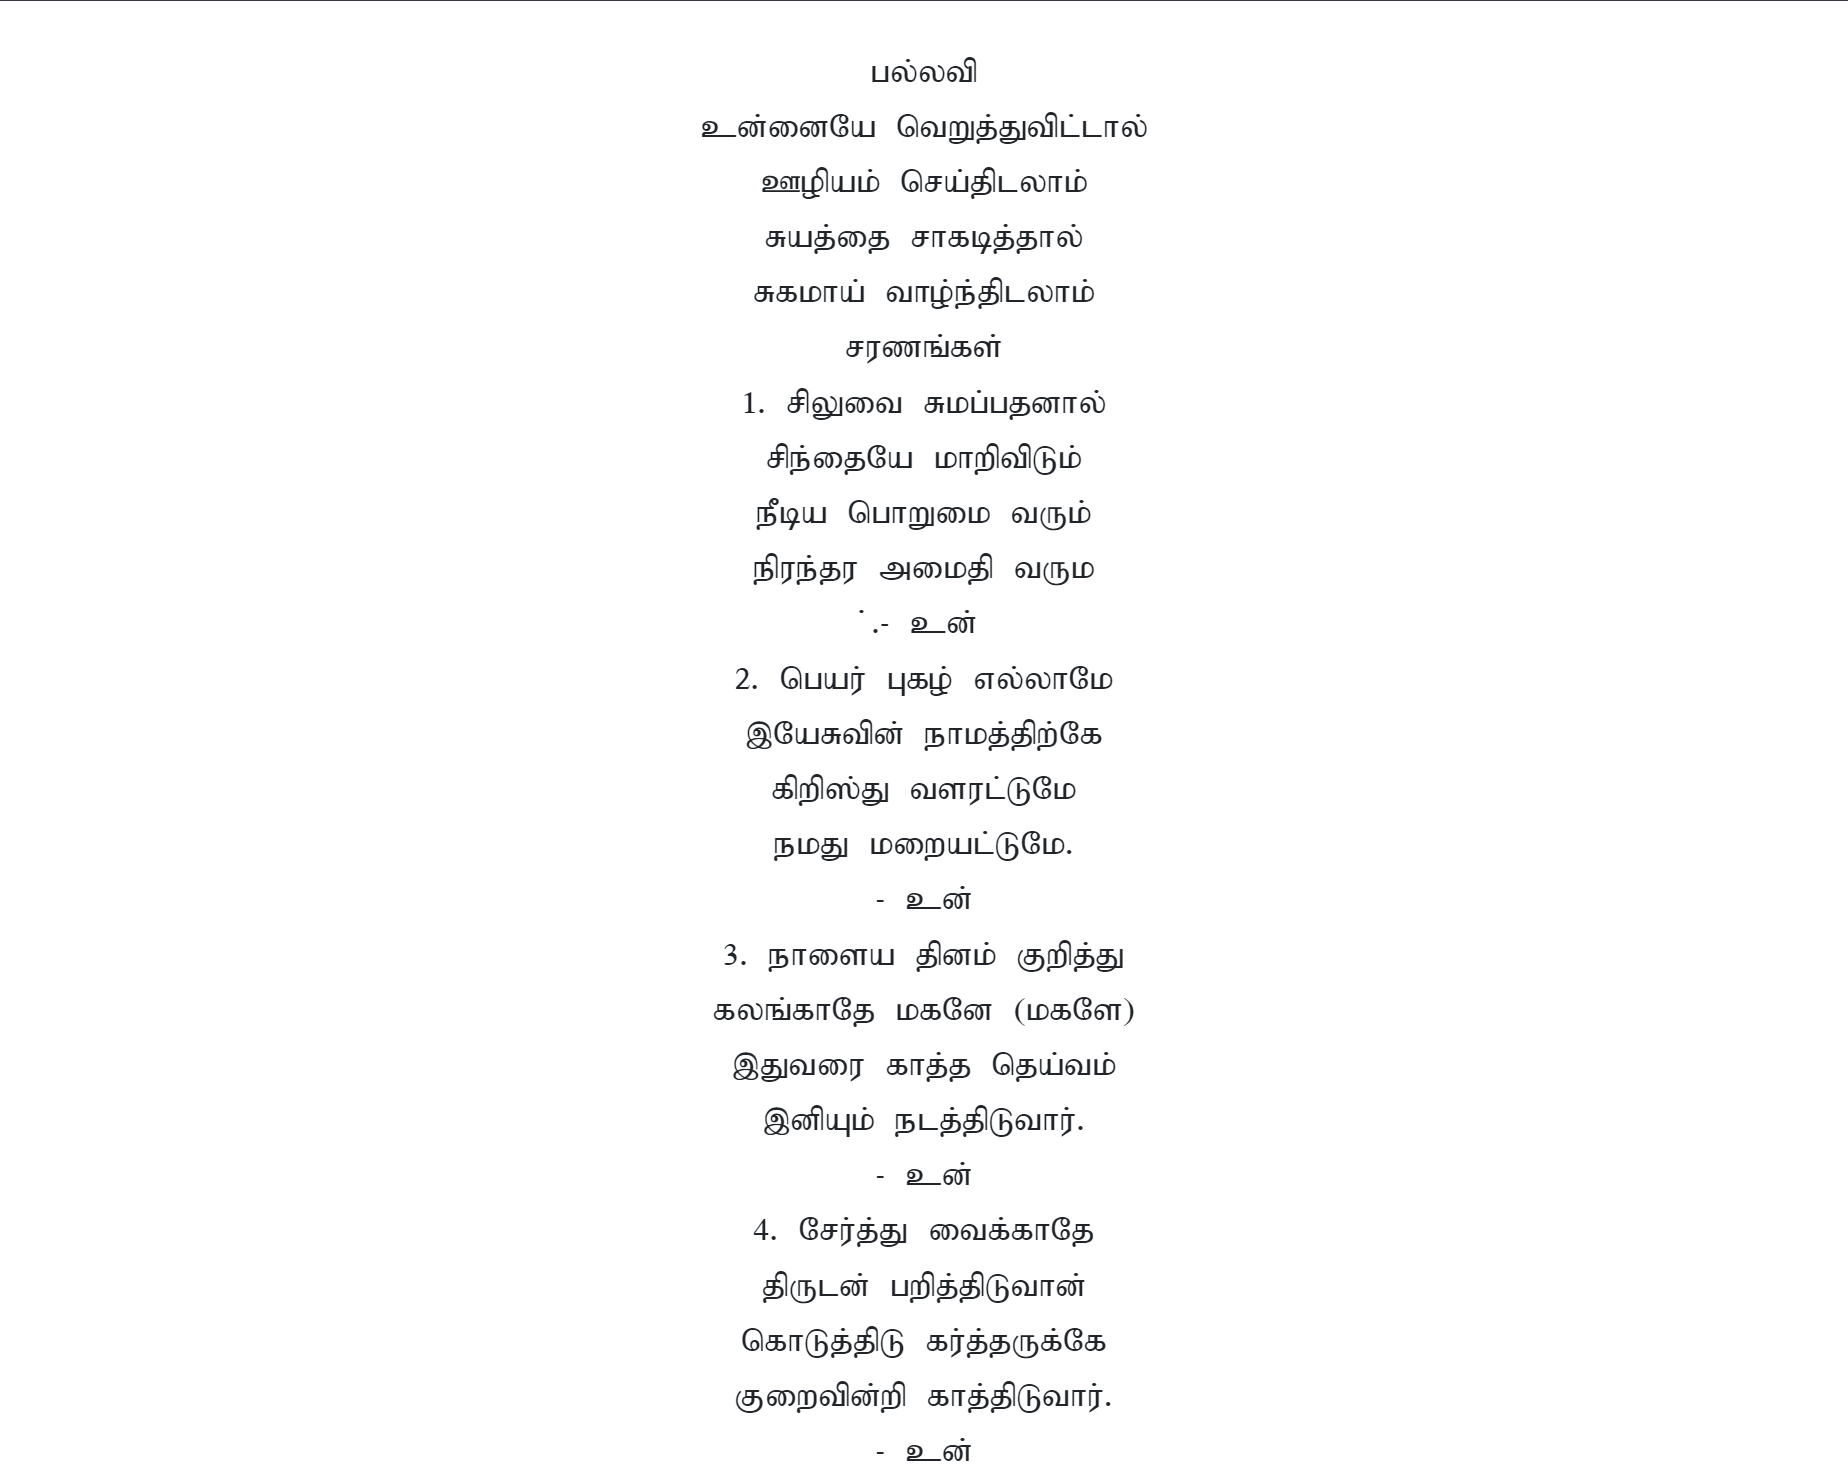 பல்லவி
உன்னையே வெறுத்துவிட்டால்
ஊழியம் செய்திடலாம்
சுயத்தை சாகடித்தால்
சுகமாய் வாழ்ந்திடலாம்
சரணங்கள்
1. சிலுவை சுமப்பதனால்
சிந்தையே மாறிவிடும்
நீடிய பொறுமை வரும்
நிரந்தர அமைதி வரும
்.- உன்
2. பெயர் புகழ் எல்லாமே
இயேசுவின் நாமத்திற்கே
கிறிஸ்து வளரட்டுமே
நமது மறையட்டுமே.
- உன்
3. நாளைய தினம் குறித்து
கலங்காதே மகனே (மகளே)
இதுவரை காத்த தெய்வம்
இனியும் நடத்திடுவார்.
- உன்
4. சேர்த்து வைக்காதே
திருடன் பறித்திடுவான்
கொடுத்திடு கர்த்தருக்கே
குறைவின்றி காத்திடுவார்.
- உன்